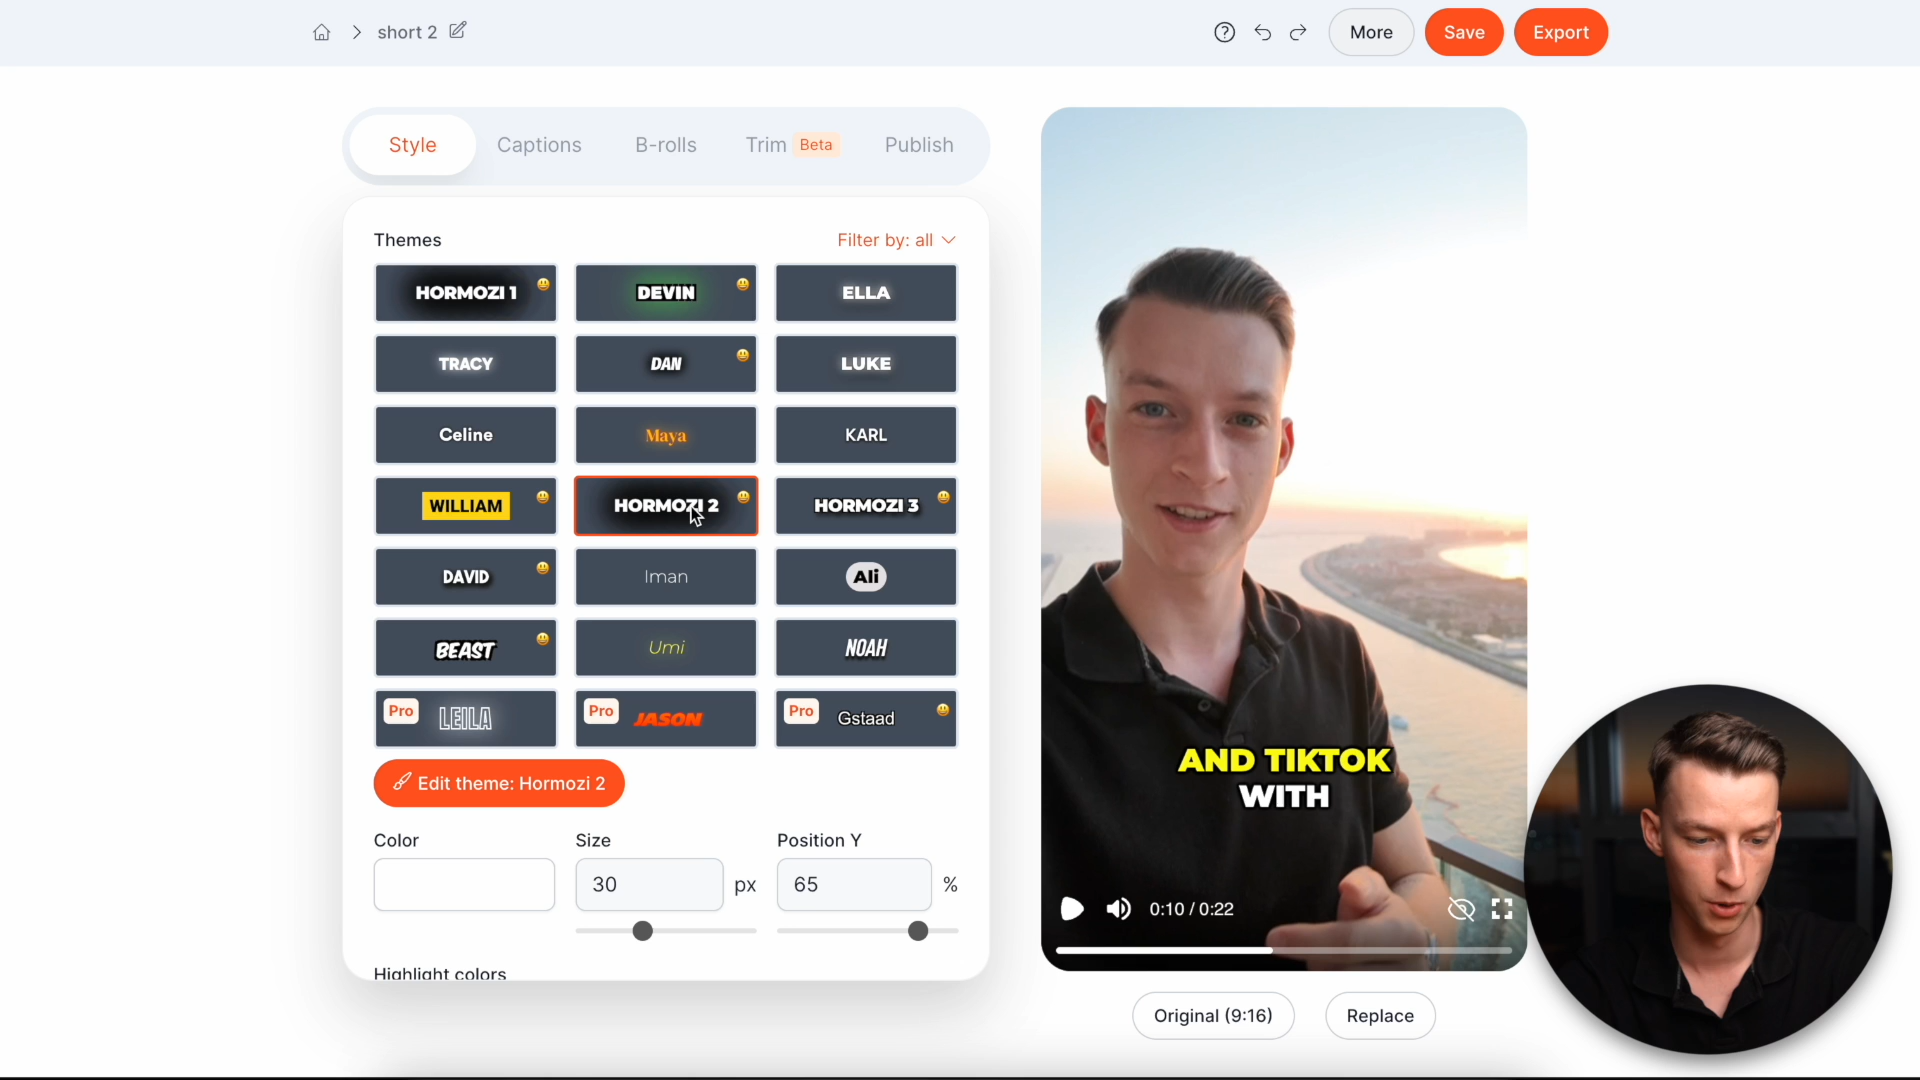 short 2
More
Save
Export
Style
Captions
B-rolls
Trim Beta
Publish
Themes
Filter by: all
HORMOZI 1
DEVIN
ELLA
TRACY
DAN
LUKE
Celine
Maya
KARL
WILLIAM
HORMOZI 2
HORMOZI 3
DAVID
Iman
Ali
BEAST
Umi
NOAH
Pro LEILA
Pro JASON
Pro Gstaad
Edit theme: Hormozi 2
Color
Size
Position Y
30 px
65 %
Highlight colors
AND TIKTOK
WITH
0:10 / 0:22
Original (9:16)
Replace